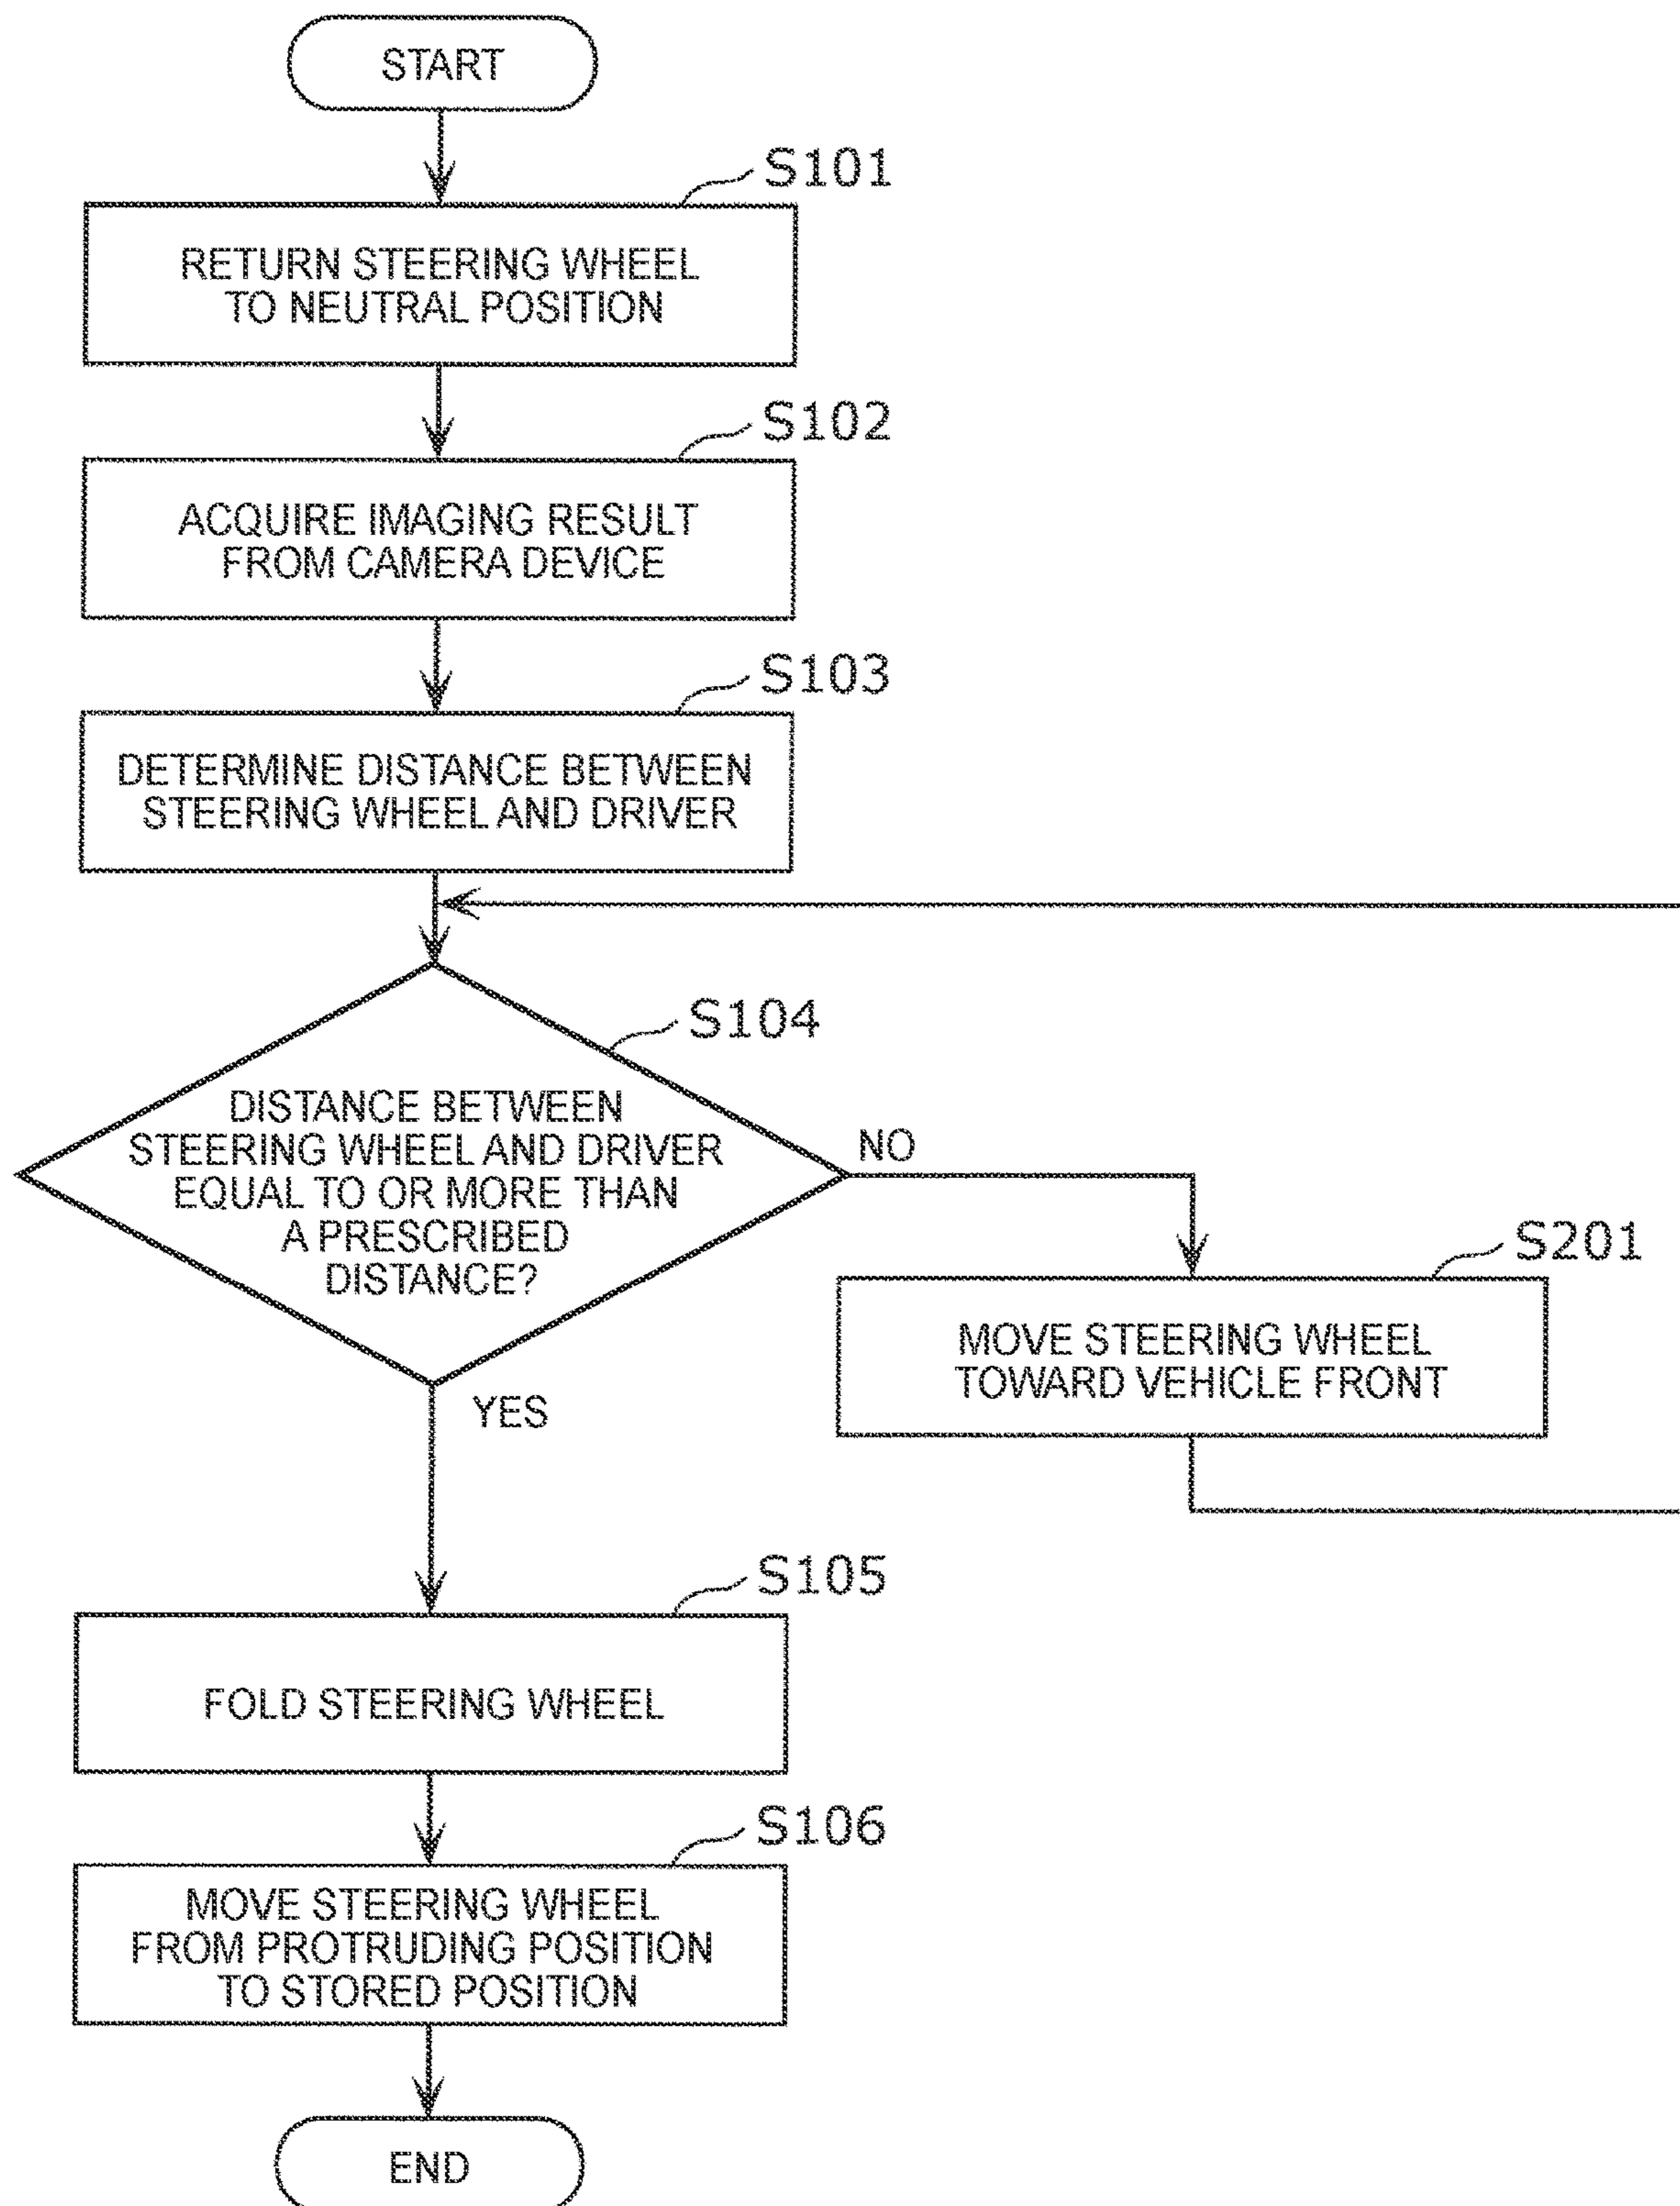 START
S101
RETURN STEERING WHEEL
TO NEUTRAL POSITION
S102
ACQUIRE IMAGING RESULT
FROM CAMERA DEVICE
S103
DETERMINE DISTANCE BETWEEN
STEERING WHEEL AND DRIVER
S104
DISTANCE BETWEEN
STEERING WHEEL AND DRIVER
EQUAL TO OR MORE THAN
A PRESCRIBED
DISTANCE?
NO
S201
MOVE STEERING WHEEL
TOWARD VEHICLE FRONT
YES
S105
FOLD STEERING WHEEL
S106
MOVE STEERING WHEEL
FROM PROTRUDING POSITION
TO STORED POSITION
END